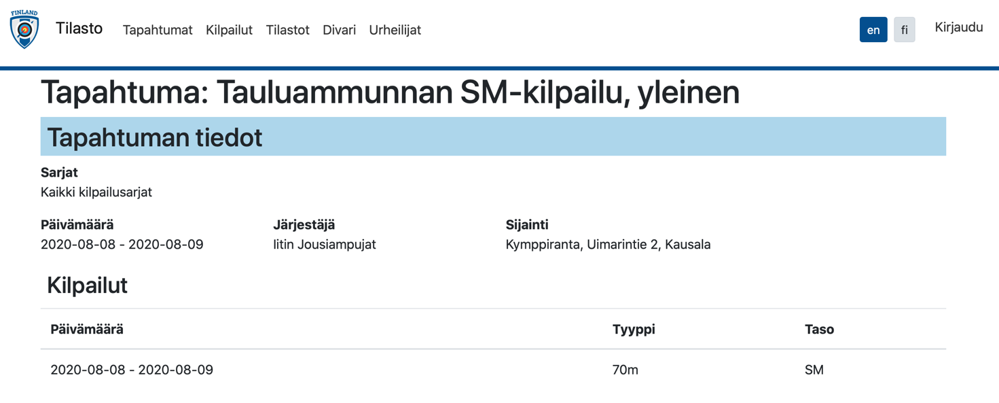 FINLAND
Tilasto Tapahtumat Kilpailut Tilastot Divari Urheilijat en fi Kirjaudu
Tapahtuma: Tauluammunnan SM-kilpailu, yleinen
Tapahtuman tiedot
Sarjat
Kaikki kilpailusarjat
Päivämäärä Järjestäjä Sijainti
2020-08-08 - 2020-08-09 Iitin Jousiampujat Kymppiranta, Uimarintie 2, Kausala
Kilpailut
Päivämäärä Tyyppi Taso
2020-08-08 - 2020-08-09 70m SM